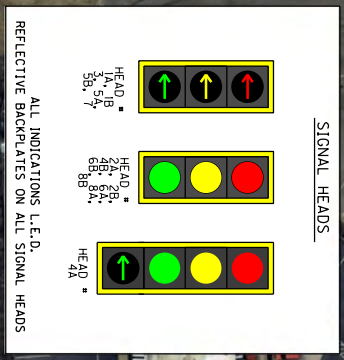 SIGNAL HEADS
HEAD #
1A, 1B
3, 5A,
5B, 7
HEAD #
2A, 2B,
4B, 6A,
6B, 8A,
8B
HEAD #
4A
ALL INDICATIONS L.E.D.
REFLECTIVE BACKPLATES ON ALL SIGNAL HEADS